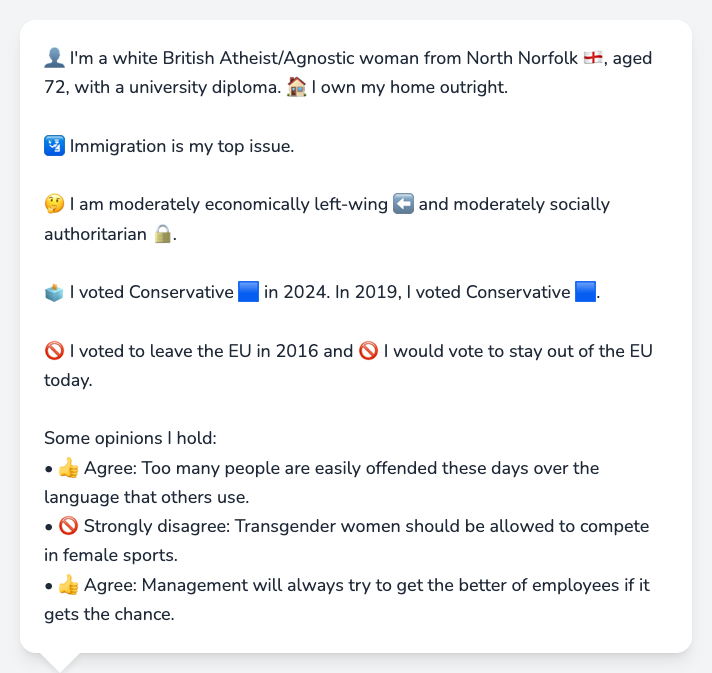 👤 I'm a white British Atheist/Agnostic woman from North Norfolk 🏴󠁧󠁢󠁥󠁮󠁧󠁿, aged
72, with a university diploma. 🏠 I own my home outright.
🛂 Immigration is my top issue.
🤔 I am moderately economically left-wing ⬅️ and moderately socially
authoritarian 🔒.
🗳️ I voted Conservative 🟦 in 2024. In 2019, I voted Conservative 🟦.
🚫 I voted to leave the EU in 2016 and 🚫 I would vote to stay out of the EU
today.
Some opinions I hold:
• 👍 Agree: Too many people are easily offended these days over the
language that others use.
• 🚫 Strongly disagree: Transgender women should be allowed to compete
in female sports.
• 👍 Agree: Management will always try to get the better of employees if it
gets the chance.